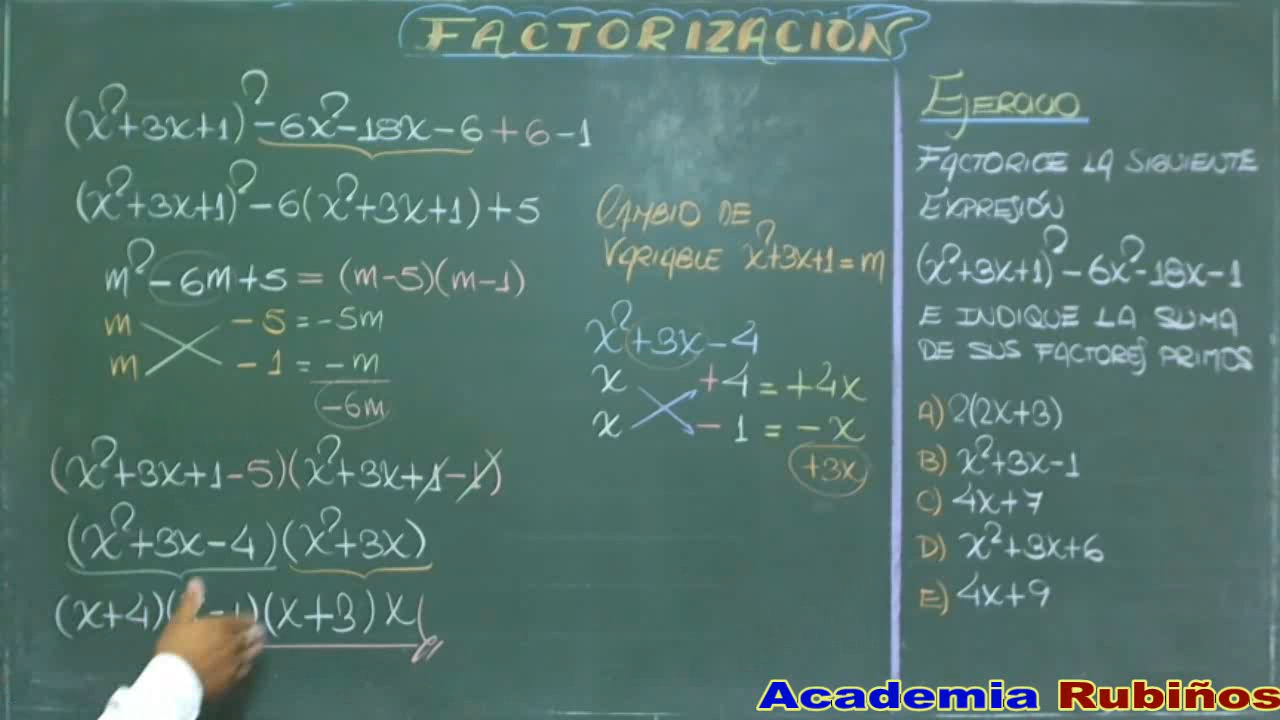 FACTORIZACIÓN
(x²+3x+1)²-6x²-18x-6+6-1
(x²+3x+1)²-6(x²+3x+1)+5
m²-6m+5=(m-5)(m-1)
m -5=-5m
m -1=-m
-6m
(x²+3x+1-5)(x²+3x+1-1)
(x²+3x-4)(x²+3x)
(x+4)( -1)(x+3)x
CAMBIO DE
VARIABLE x²+3x+1=m
x²+3x-4
x +4=+4x
x -1=-x
+3x
EJERCICIO
FACTORICE LA SIGUIENTE
EXPRESIÓN
(x²+3x+1)²-6x²-18x-1
E INDIQUE LA SUMA
DE SUS FACTORES PRIMOS
A) 2(2x+3)
B) x²+3x-1
C) 4x+7
D) x²+3x+6
E) 4x+9
Academia Rubiños